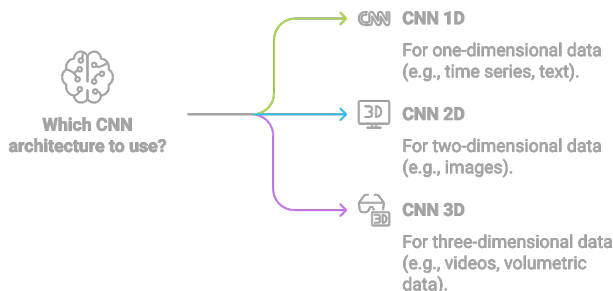 Which CNN
architecture to use?
CNN
CNN 1D
For one-dimensional data
(e.g., time series, text).
3D
CNN 2D
For two-dimensional data
(e.g., images).
3D
CNN 3D
For three-dimensional data
(e.g., videos, volumetric
data).